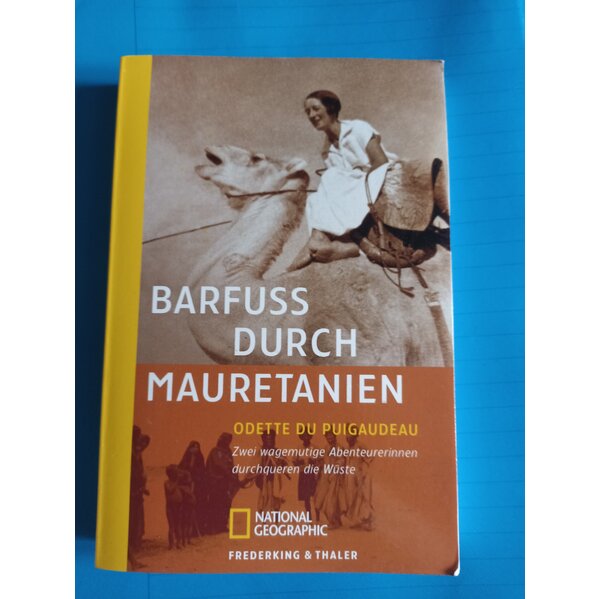 BARFUSS
DURCH
MAURETANIEN
ODETTE DU PUIGAUDEAU
Zwei wagemutige Abenteurerinnen
durchqueren die Wüste
NATIONAL
GEOGRAPHIC
FREDERKING & THALER